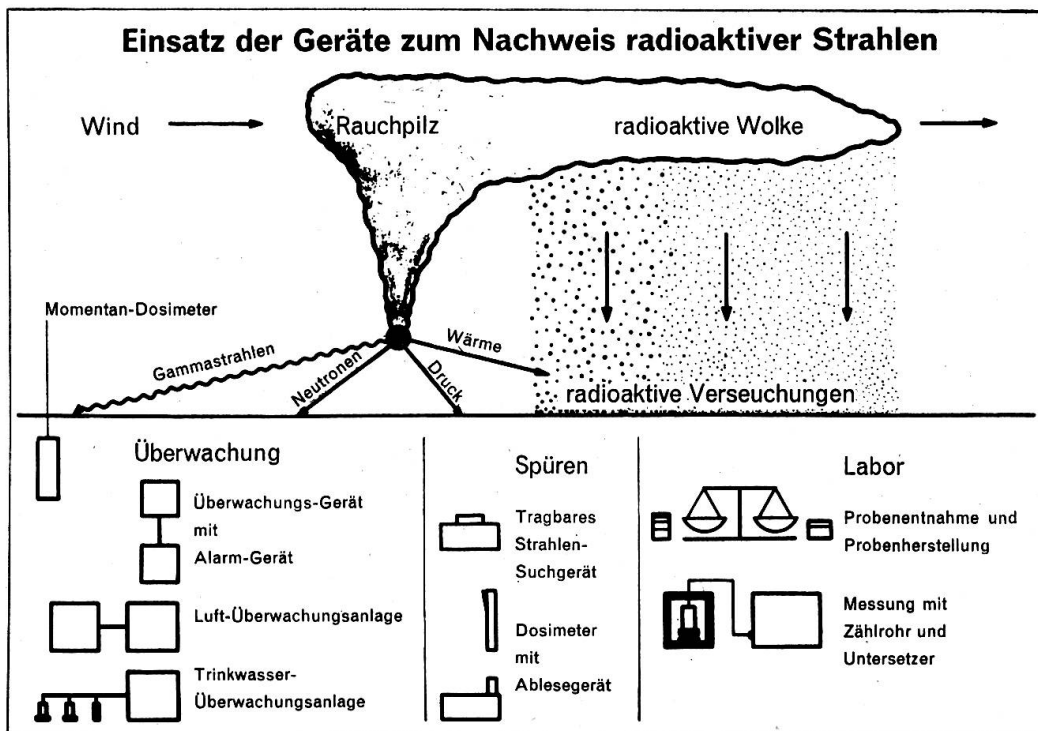 Einsatz der Geräte zum Nachweis radioaktiver Strahlen
Wind
Rauchpilz
radioaktive Wolke
Momentan-Dosimeter
Gammastrahlen
Neutronen
Druck
Wärme
radioaktive Verseuchungen
Überwachung
Überwachungs-Gerät
mit
Alarm-Gerät
Luft-Überwachungsanlage
Trinkwasser-
Überwachungsanlage
Spüren
Tragbares
Strahlen-
Suchgerät
Dosimeter
mit
Ablesegerät
Labor
Probenentnahme und
Probenherstellung
Messung mit
Zählrohr und
Untersetzer